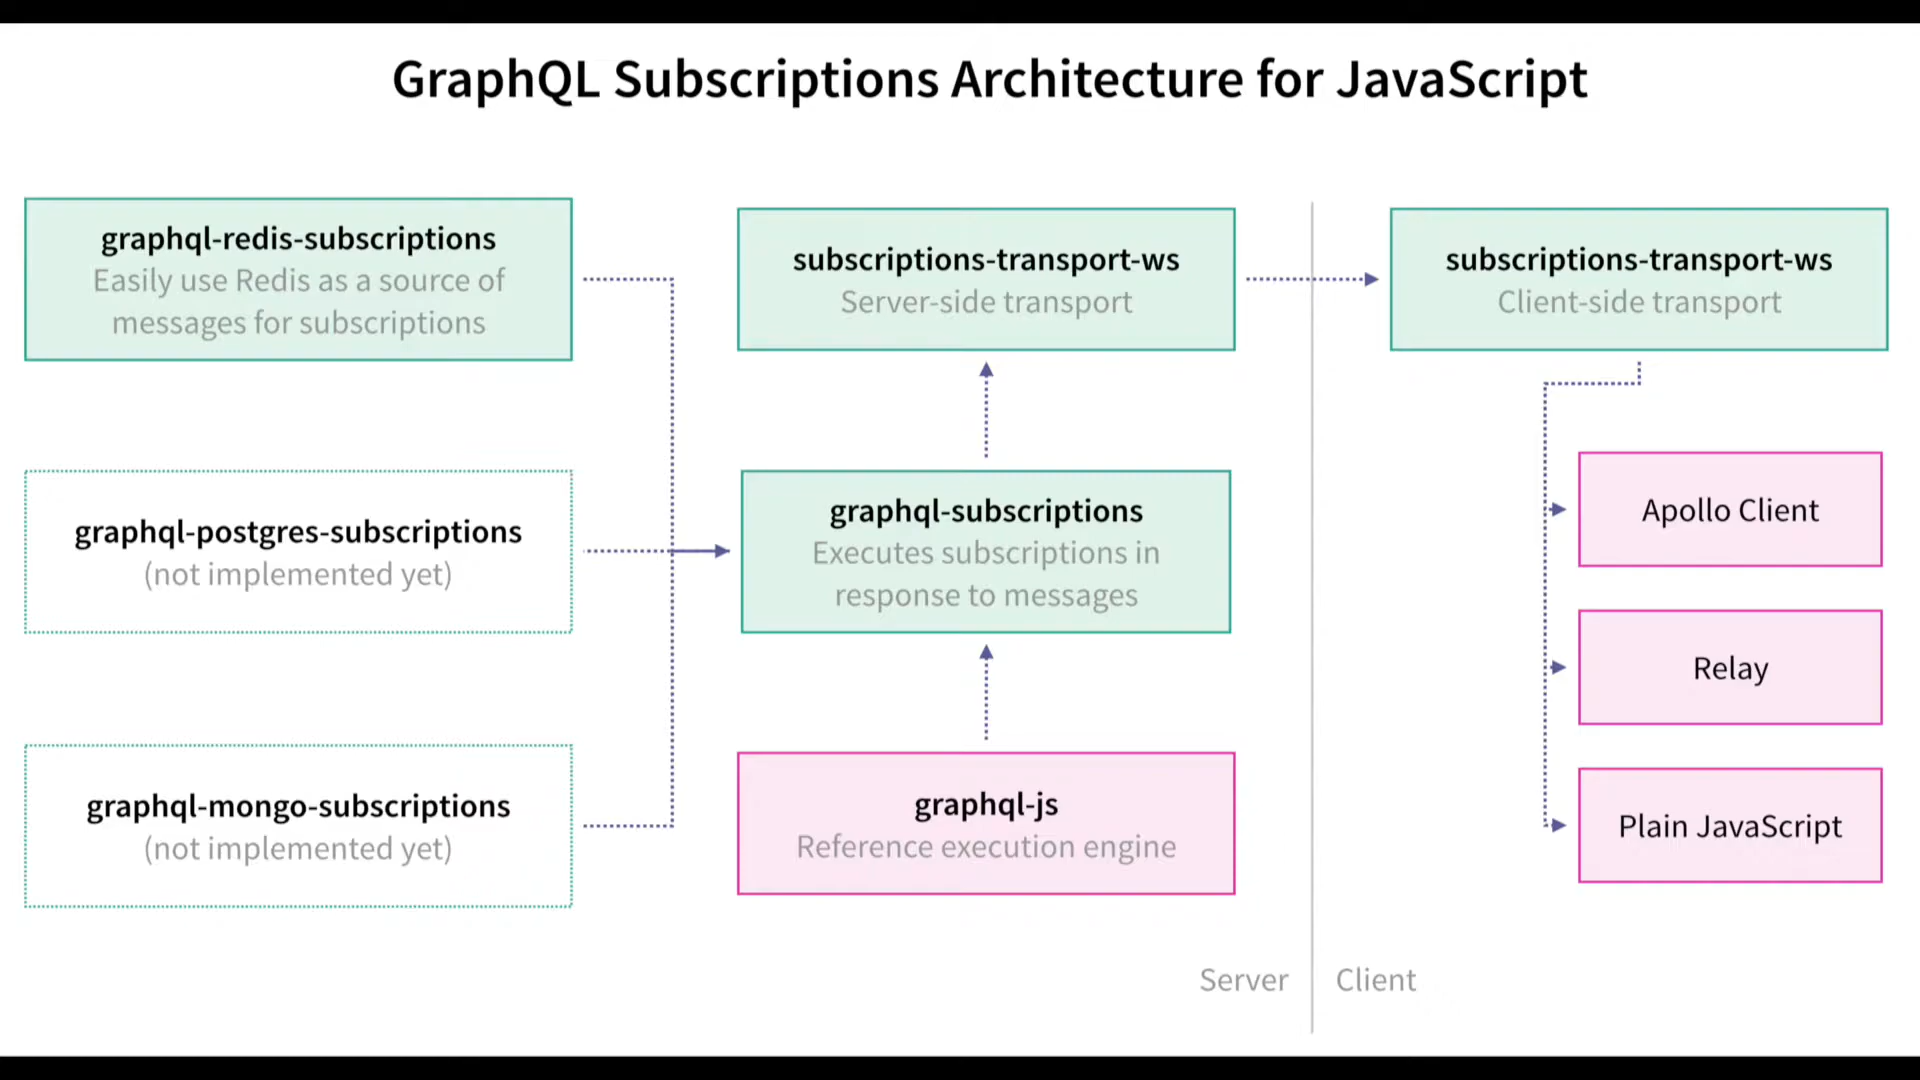 GraphQL Subscriptions Architecture for JavaScript
graphql-redis-subscriptions
Easily use Redis as a source of
messages for subscriptions
graphql-postgres-subscriptions
(not implemented yet)
graphql-mongo-subscriptions
(not implemented yet)
subscriptions-transport-ws
Server-side transport
graphql-subscriptions
Executes subscriptions in
response to messages
graphql-js
Reference execution engine
subscriptions-transport-ws
Client-side transport
Apollo Client
Relay
Plain JavaScript
Server
Client